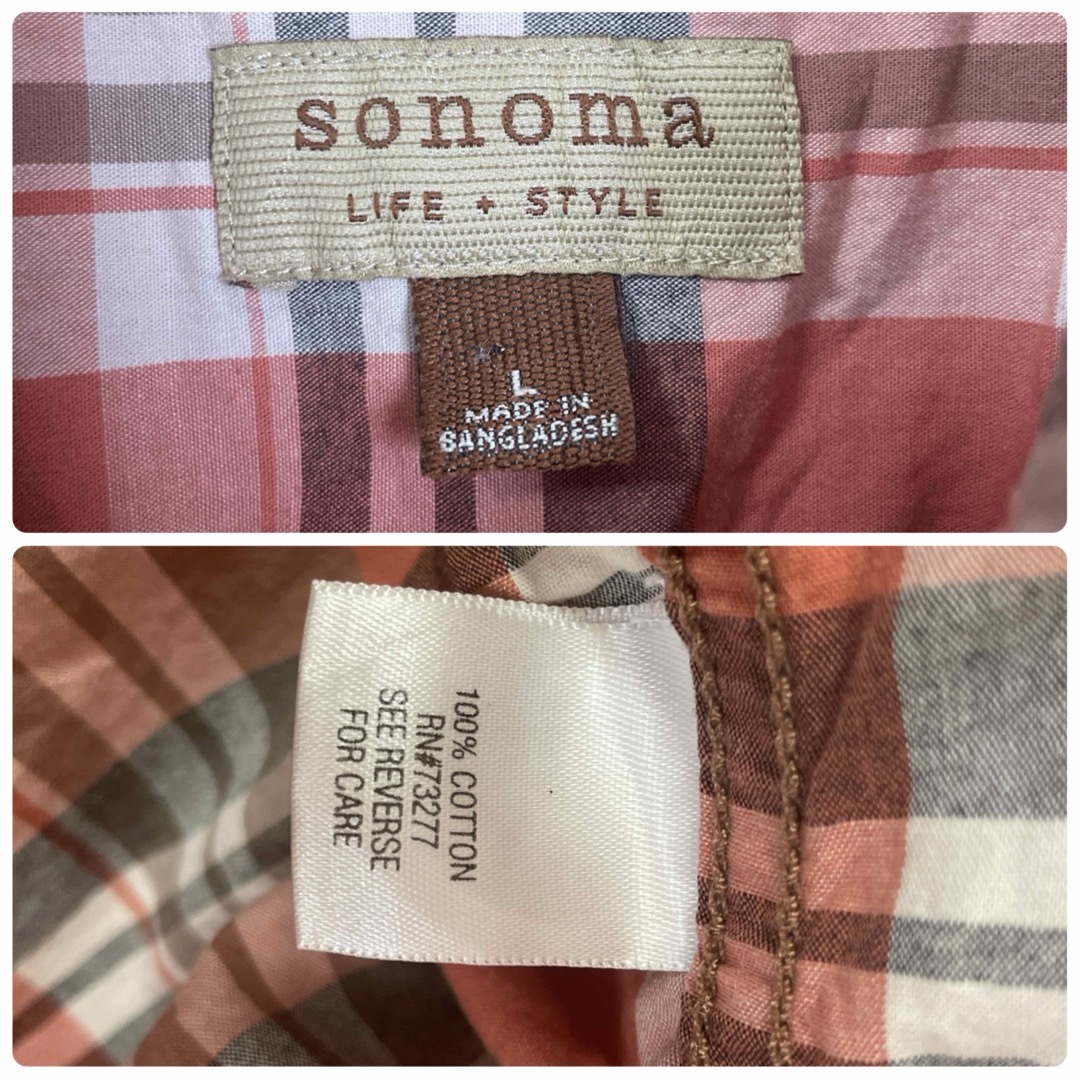 sonoma
LIFE + STYLE
L
MADE IN
BANGLADESH
100% COTTON
RN#73277
SEE REVERSE
FOR CARE